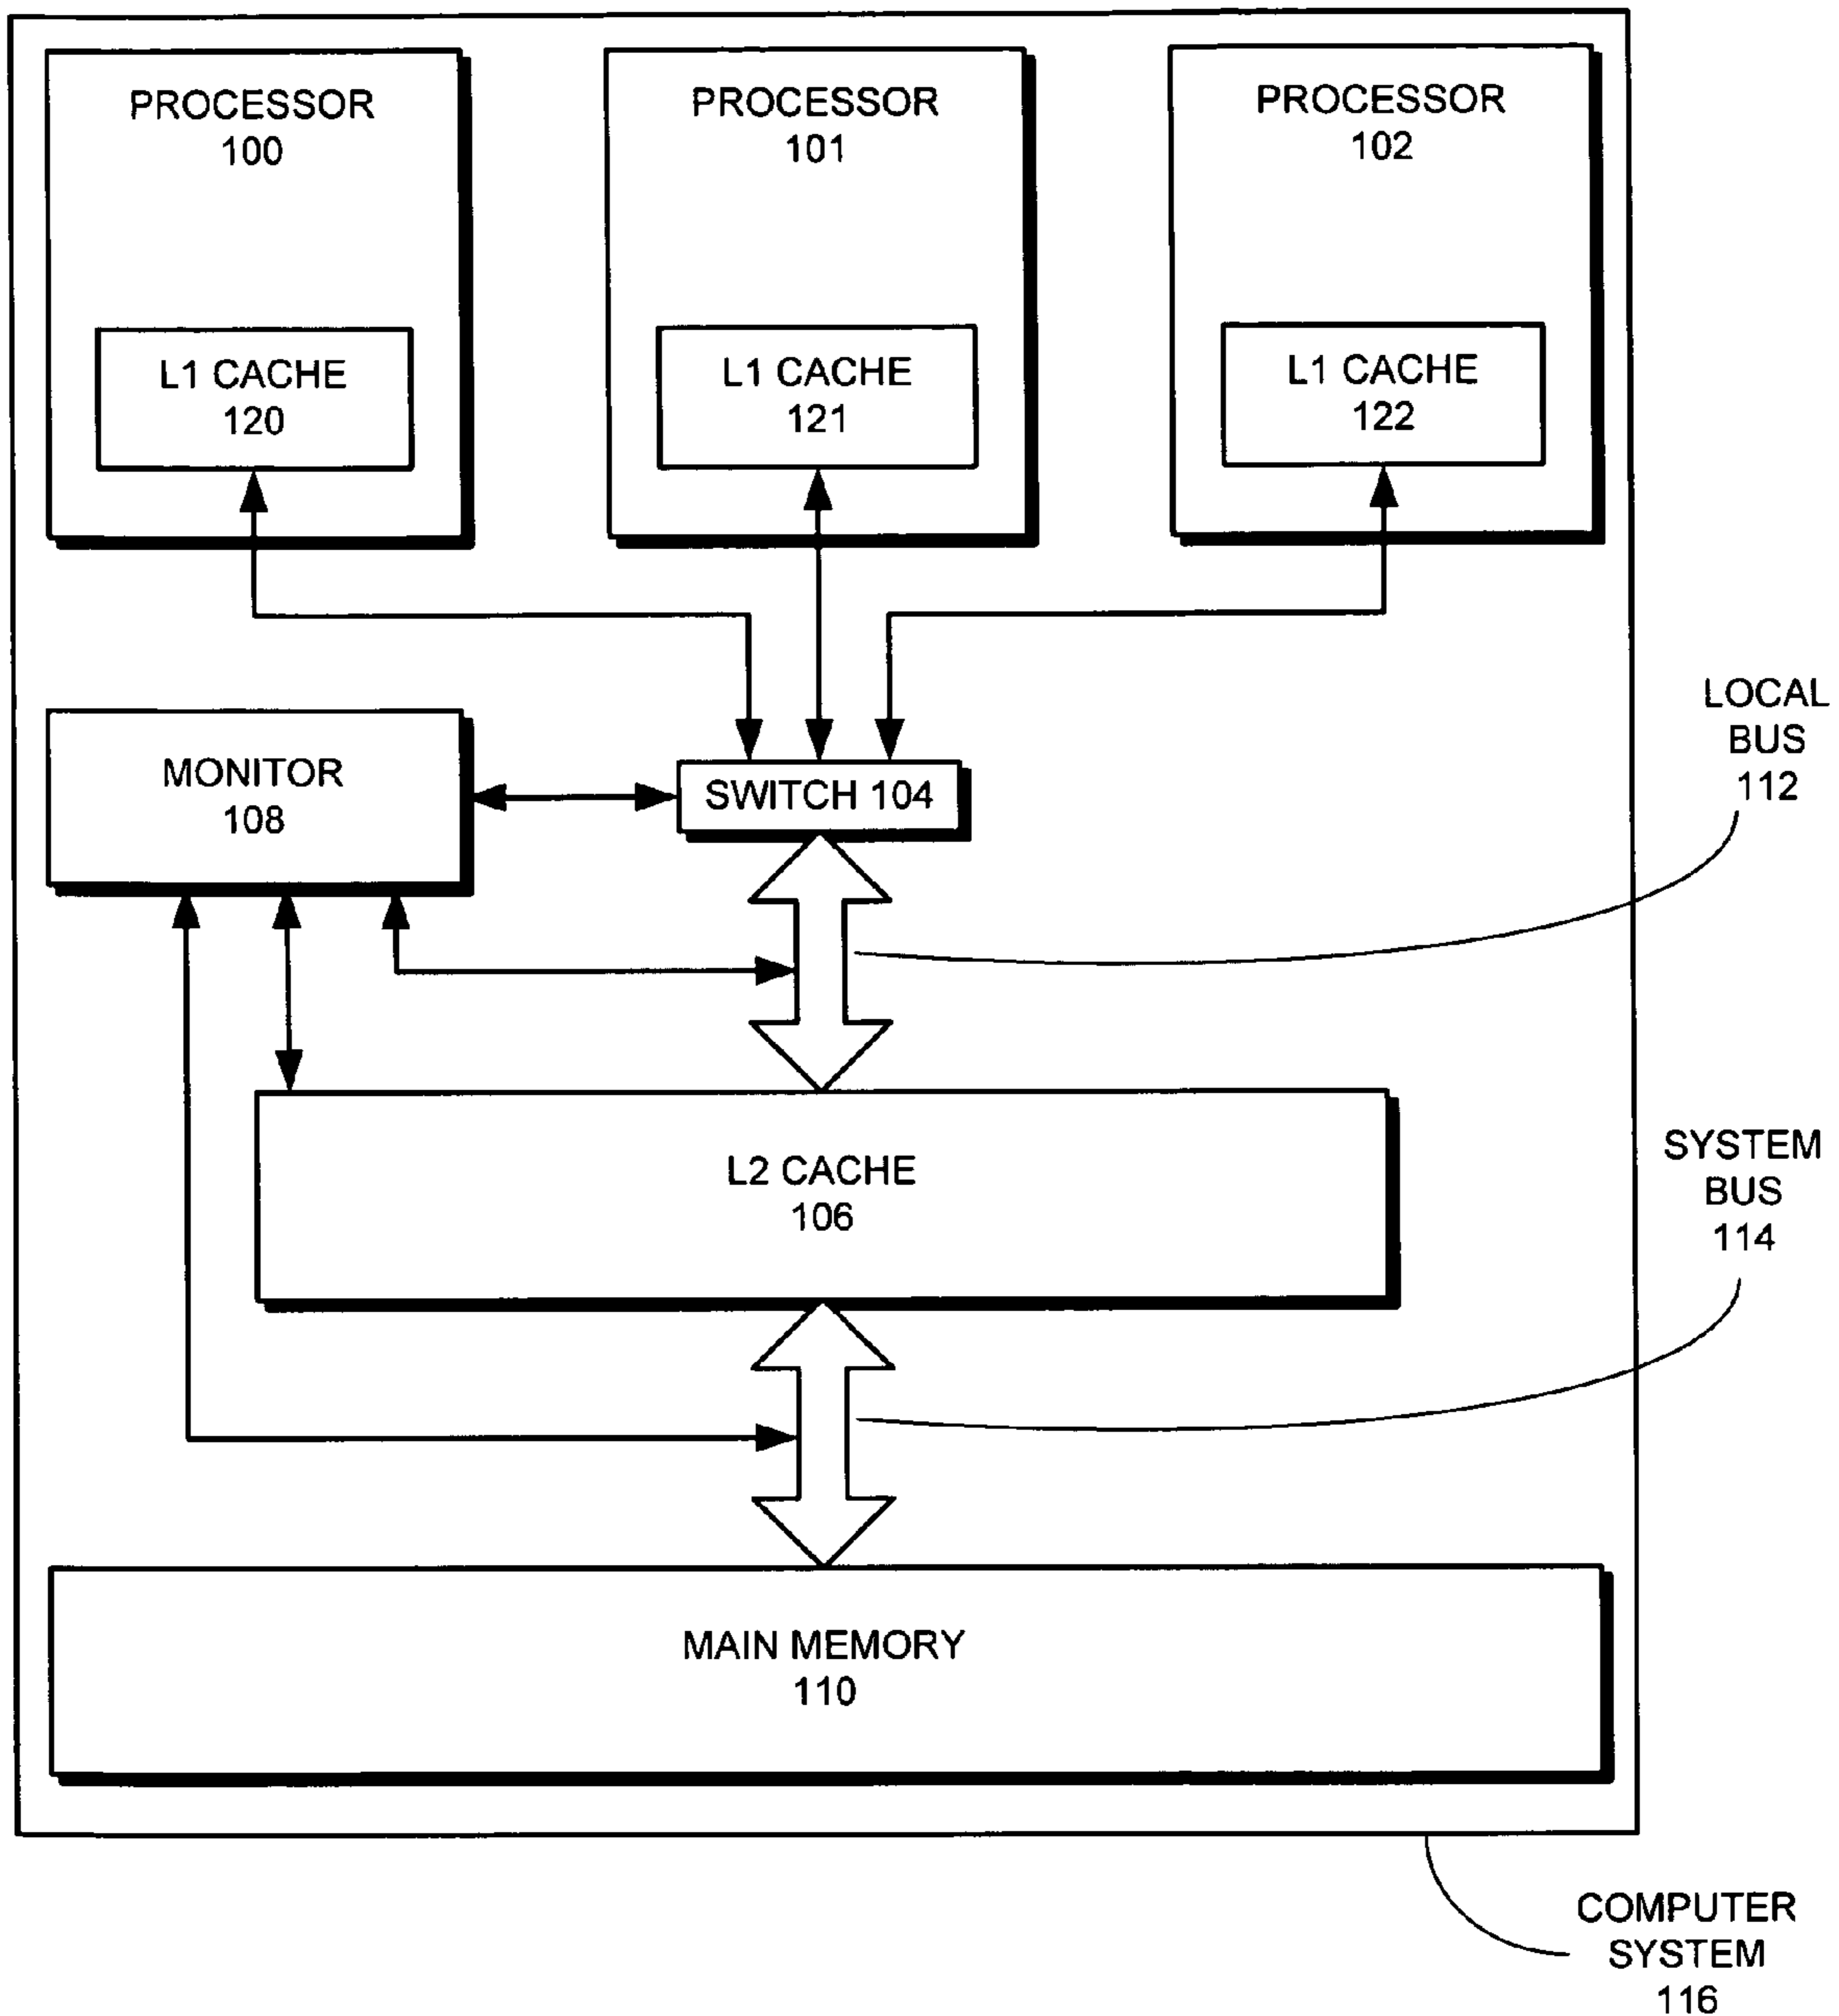 PROCESSOR
100
PROCESSOR
101
PROCESSOR
102
L1 CACHE
120
L1 CACHE
121
L1 CACHE
122
LOCAL
BUS
112
MONITOR
108
SWITCH 104
SYSTEM
BUS
114
L2 CACHE
106
MAIN MEMORY
110
COMPUTER
SYSTEM
116